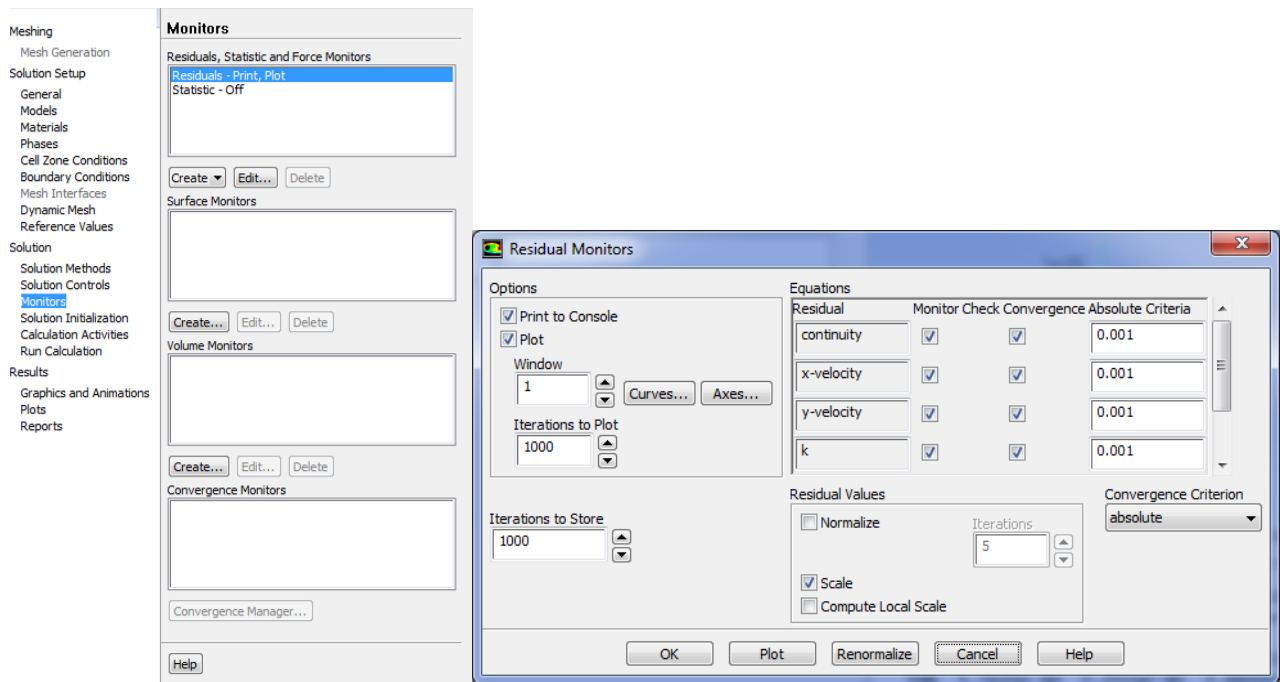 Meshing
Mesh Generation
Solution Setup
General
Models
Materials
Phases
Cell Zone Conditions
Boundary Conditions
Mesh Interfaces
Dynamic Mesh
Reference Values
Solution
Solution Methods
Solution Controls
Monitors
Solution Initialization
Calculation Activities
Run Calculation
Results
Graphics and Animations
Plots
Reports
Monitors
Residuals, Statistic and Force Monitors
Residuals - Print, Plot
Statistic - Off
Create Edit... Delete
Surface Monitors
Create... Edit... Delete
Volume Monitors
Create... Edit... Delete
Convergence Monitors
Convergence Manager...
Help
Residual Monitors
Options
Print to Console
Plot
Window
1 Curves... Axes...
Iterations to Plot
1000
Iterations to Store
1000
Equations
Residual Monitor Check Convergence Absolute Criteria
continuity 0.001
x-velocity 0.001
y-velocity 0.001
k 0.001
Residual Values
Normalize Iterations
5
Scale
Compute Local Scale
Convergence Criterion
absolute
OK Plot Renormalize Cancel Help